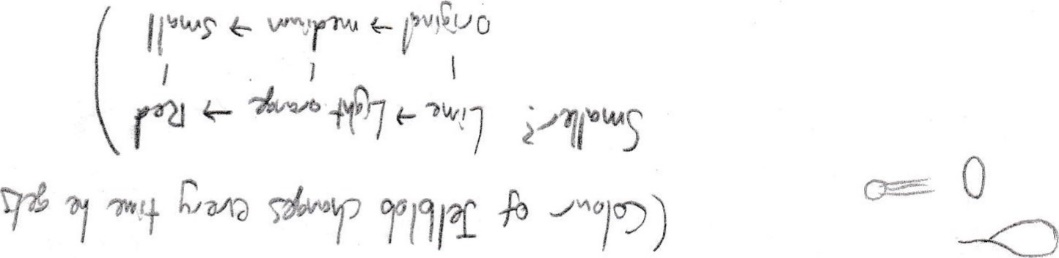 (Colour of Jelblob changes every time he gets
smaller: Lime → Light orange → Red
Original → medium → small)